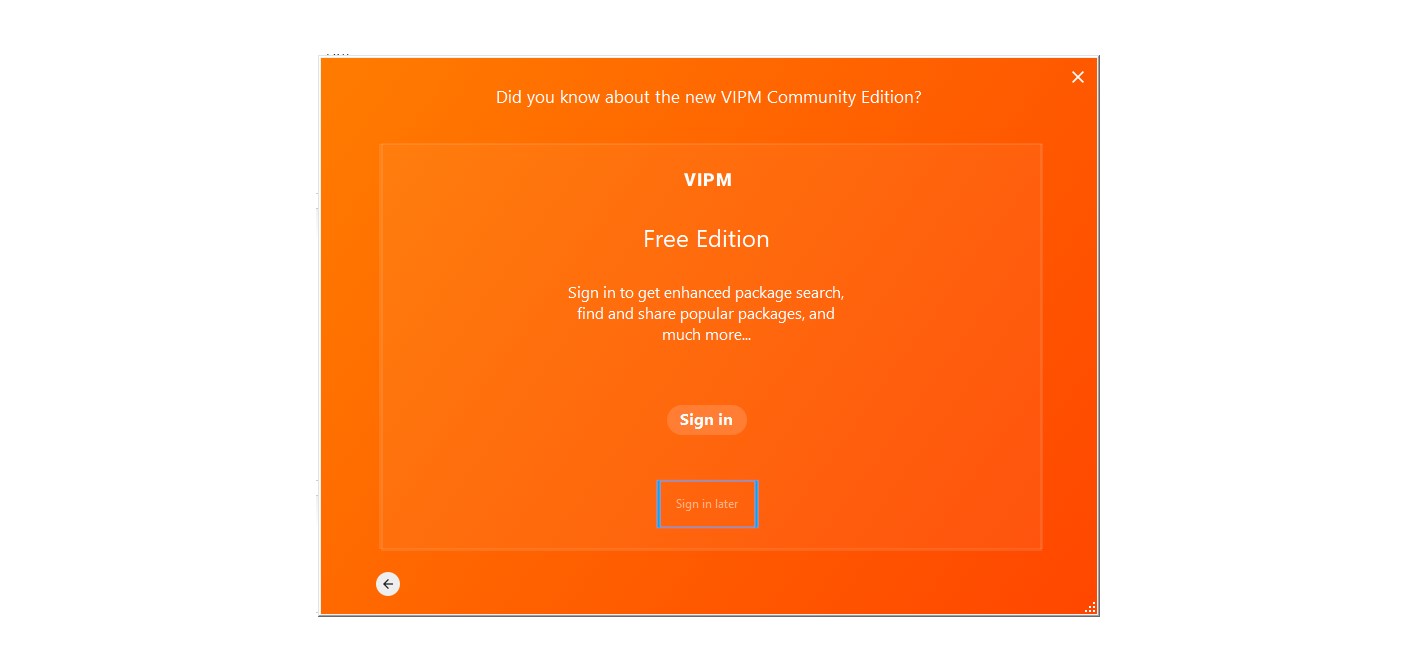 Did you know about the new VIPM Community Edition?
VIPM
Free Edition
Sign in to get enhanced package search,
find and share popular packages, and
much more...
Sign in
Sign in later